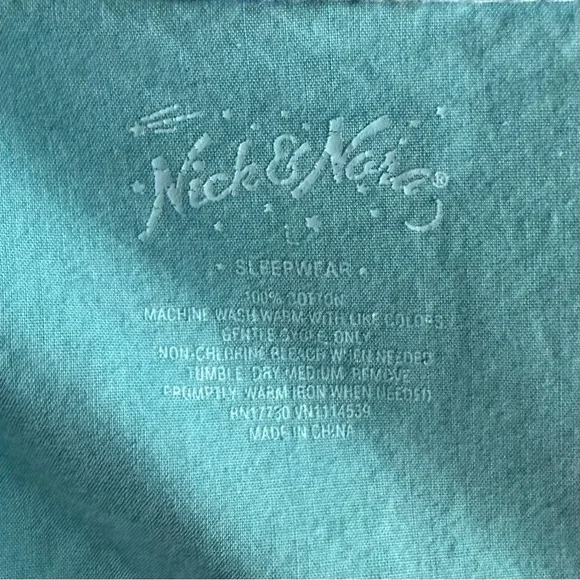 Nick & Nora®
• SLEEPWEAR •
100% COTTON
MACHINE WASH WARM WITH LIKE COLORS
GENTLE CYCLE ONLY
NON-CHLORINE BLEACH WHEN NEEDED
TUMBLE DRY MEDIUM REMOVE
PROMPTLY WARM IRON WHEN NEEDED
RN17730 VN1114539
MADE IN CHINA